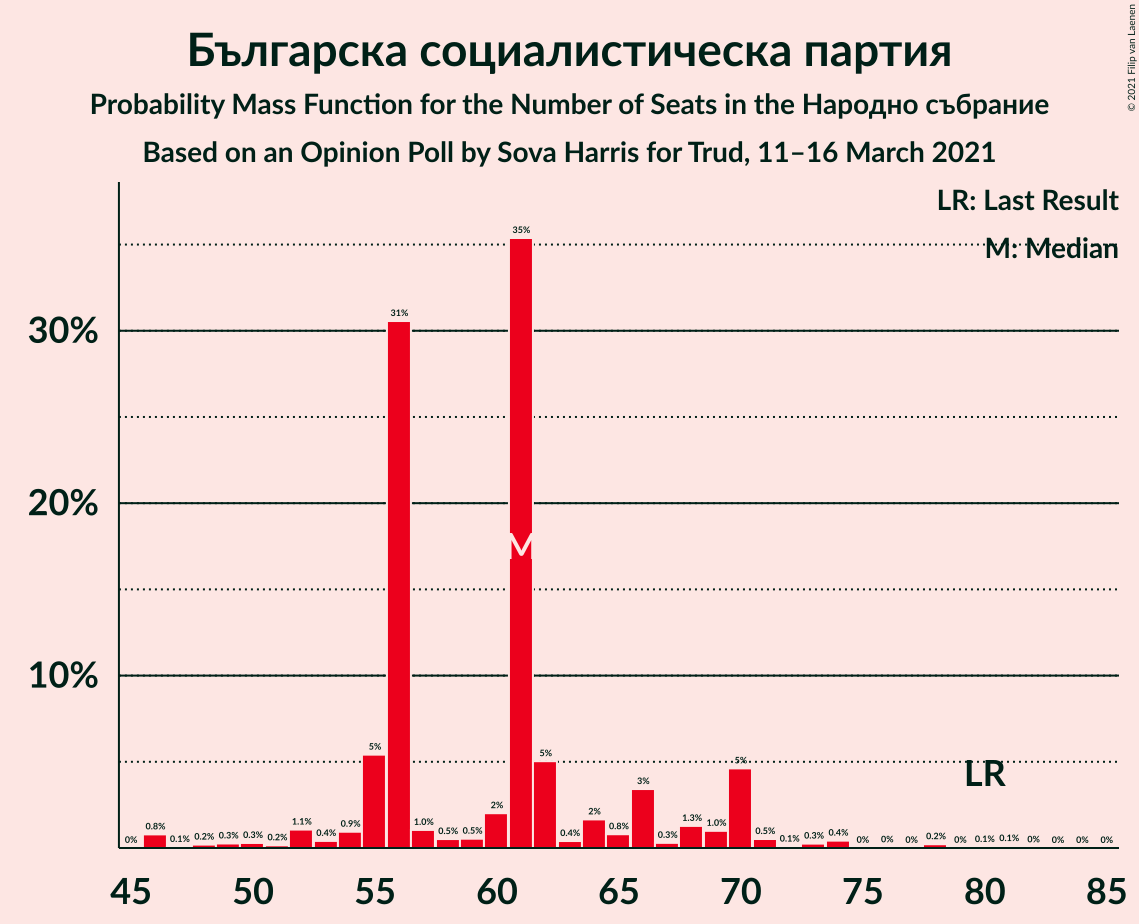 Българска социалистическа партия
Probability Mass Function for the Number of Seats in the Народно събрание
Based on an Opinion Poll by Sova Harris for Trud, 11–16 March 2021
© 2021 Filip van Laenen
LR: Last Result
M: Median
30%
20%
10%
0% 0.8% 0.1% 0.2% 0.3% 0.3% 0.2% 1.1% 0.4% 0.9% 5% 31% 1.0% 0.5% 0.5% 2% 35% 5% 0.4% 2% 0.8% 3% 0.3% 1.3% 1.0% 5% 0.5% 0.1% 0.3% 0.4% 0% 0% 0% 0.2% 0% 0.1% 0.1% 0% 0% 0% 0%
M
LR
45 50 55 60 65 70 75 80 85